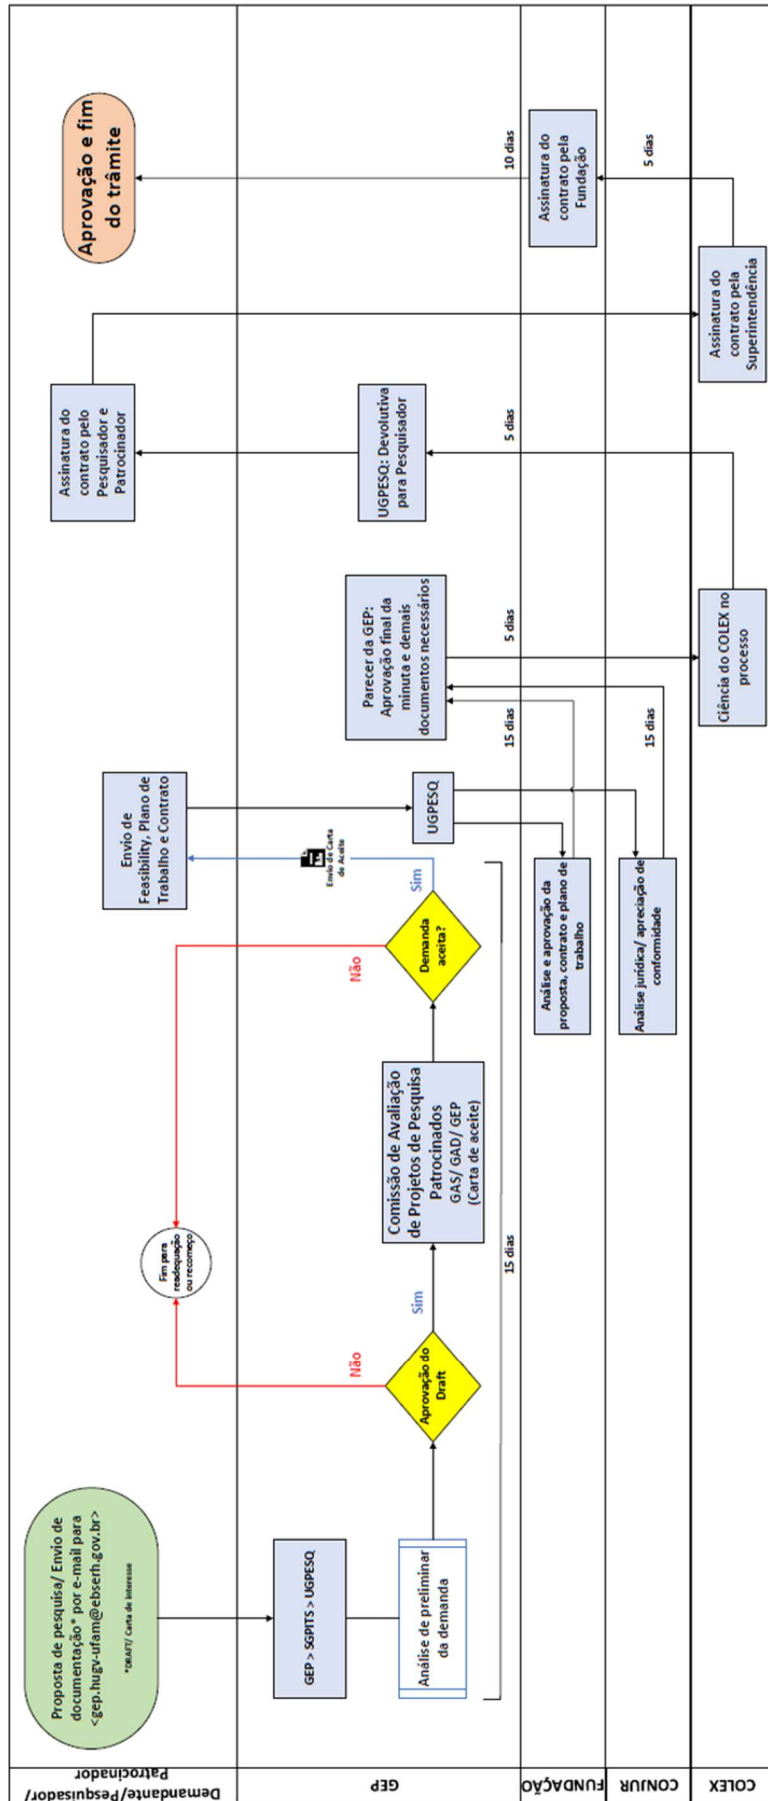 Demandante/Pesquisador/
Patrocinador
Proposta de pesquisa/ Envio de
documentação* por e-mail para
<gep.hugv-ufam@ebserh.gov.br>
*DRAFT/ Carta de interesse
Fim para
readequação
ou recomeço
Envio de
Feasibility, Plano de
Trabalho e Contrato
Assinatura do
contrato pelo
Pesquisador e
Patrocinador
Aprovação e fim
do trâmite
GEP
GEP > SGPITS > UGPESQ
Análise de preliminar
da demanda
Aprovação do
Draft
Não
Sim
Comissão de Avaliação
de Projetos de Pesquisa
Patrocinados
GAS/ GAD/ GEP
(Carta de aceite)
Demanda
aceita?
Não
Sim
Envio de Carta
de Aceite
15 dias
UGPESQ
Parecer da GEP:
Aprovação final da
minuta e demais
documentos necessários
15 dias
5 dias
UGPESQ: Devolutiva
para Pesquisador
5 dias
10 dias
FUNDAÇÃO
Análise e aprovação da
proposta, contrato e plano de
trabalho
Assinatura do
contrato pela
Fundação
CONJUR
Análise jurídica/ apreciação de
conformidade
15 dias
5 dias
COLEX
Ciência do COLEX no
processo
Assinatura do
contrato pela
Superintendência